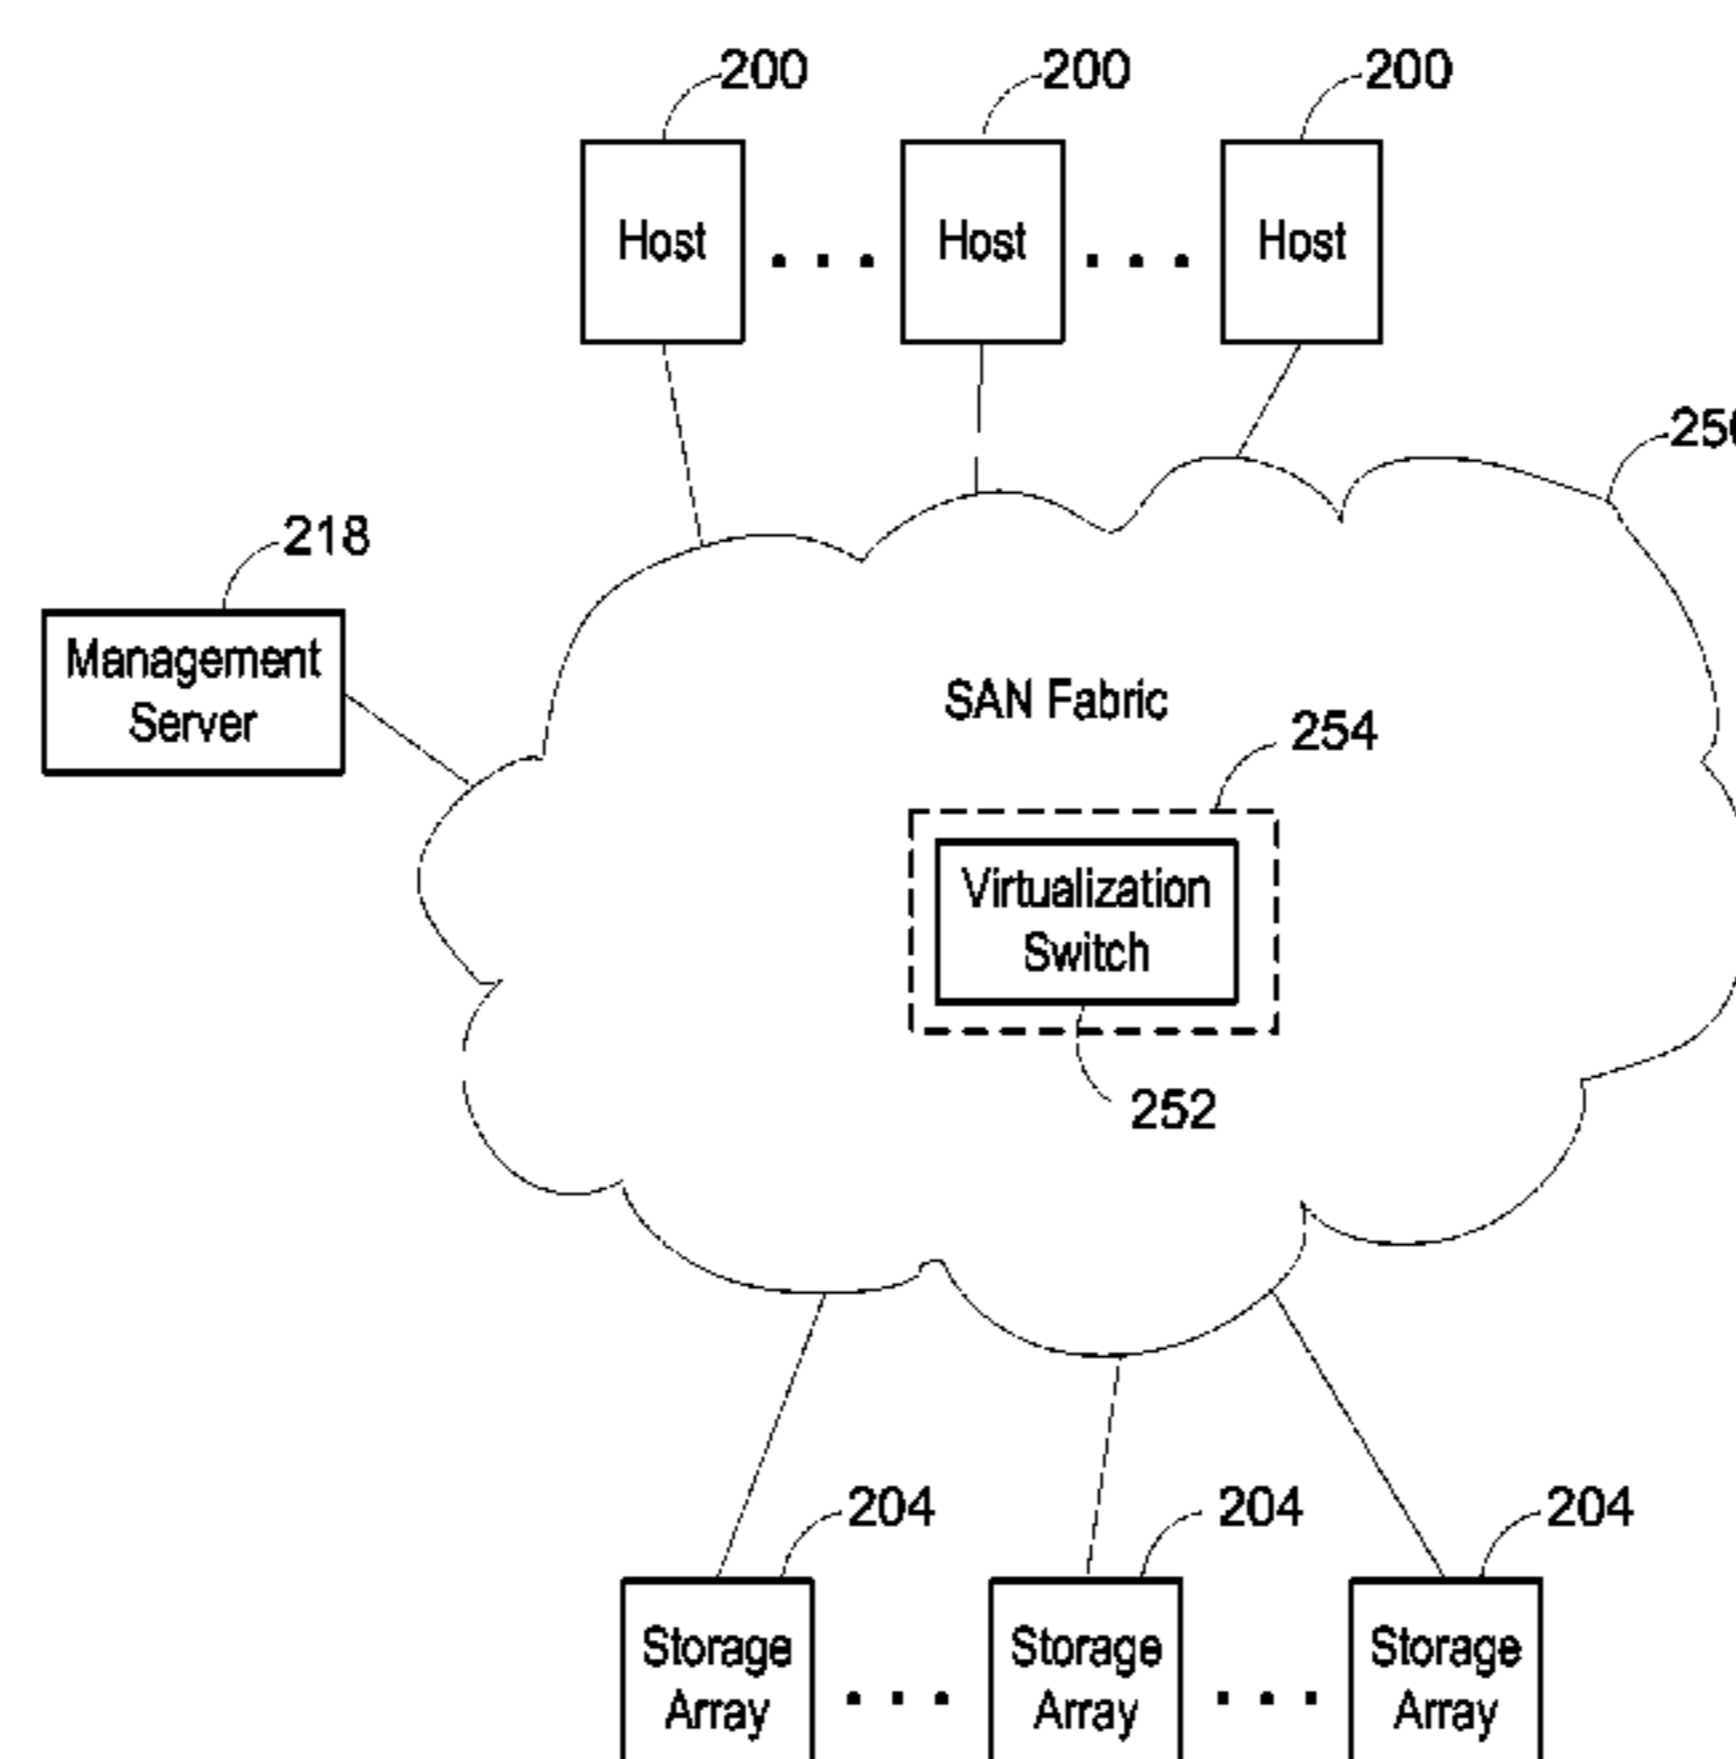 200 200 200
Host ... Host ... Host
218
Management
Server
SAN Fabric
254
Virtualization
Switch
252
204 204 204
Storage
Array
...
Storage
Array
...
Storage
Array